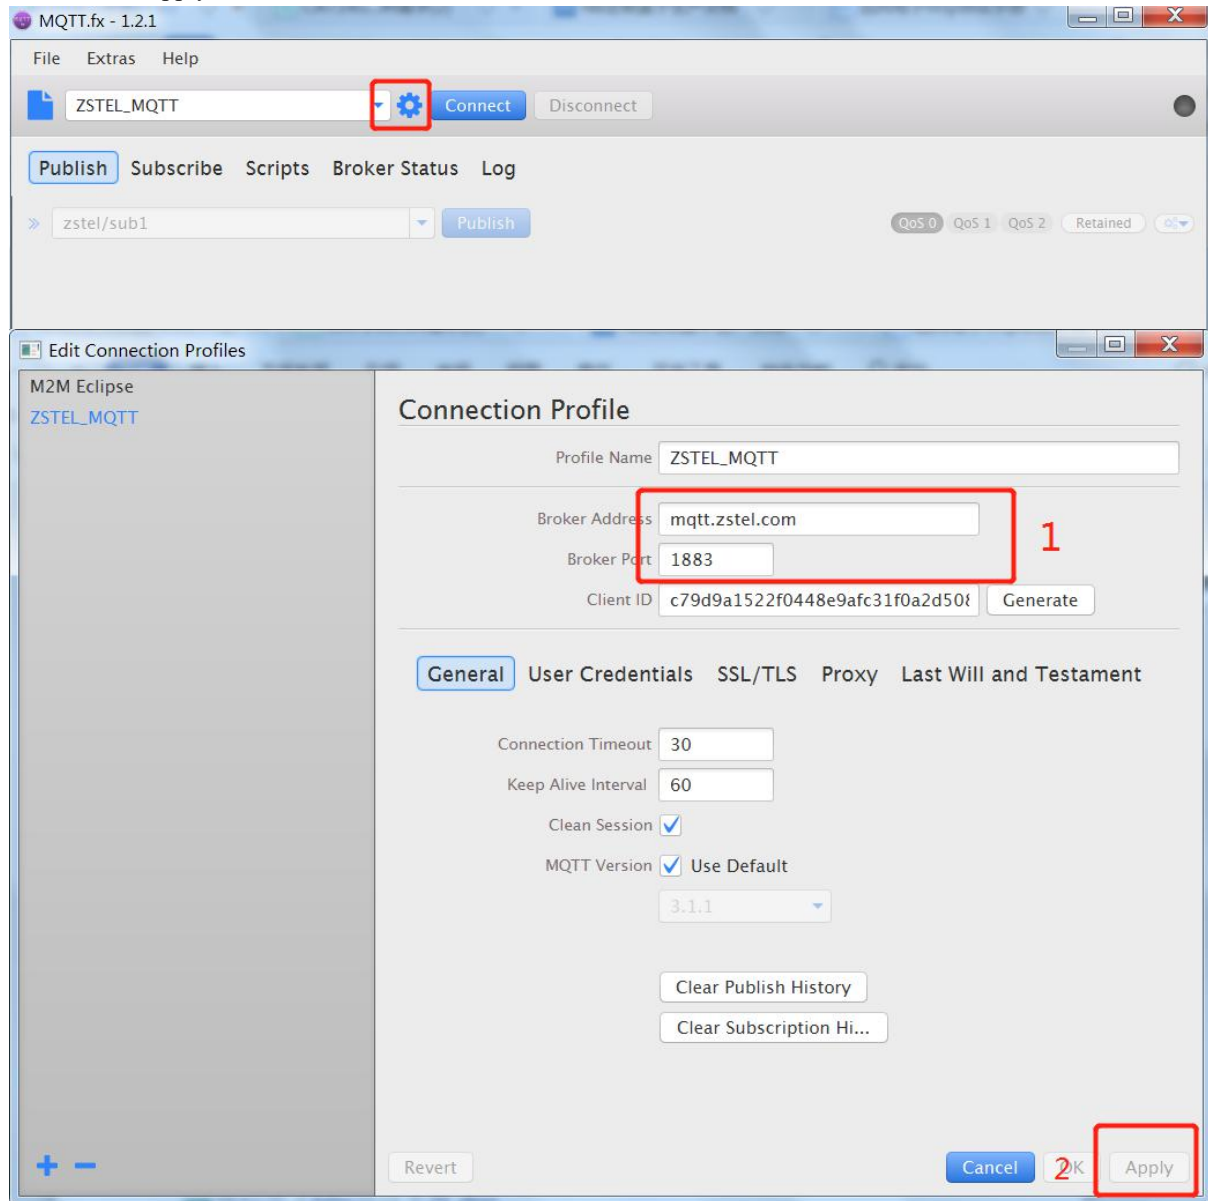 MQTT.fx - 1.2.1
File Extras Help
ZSTEL_MQTT Connect Disconnect
Publish Subscribe Scripts Broker Status Log
zstel/sub1 Publish QoS 0 QoS 1 QoS 2 Retained
Edit Connection Profiles
M2M Eclipse
ZSTEL_MQTT
Connection Profile
Profile Name ZSTEL_MQTT
Broker Address mqtt.zstel.com
1
Broker Port 1883
Client ID c79d9a1522f0448e9afc31f0a2d508 Generate
General User Credentials SSL/TLS Proxy Last Will and Testament
Connection Timeout 30
Keep Alive Interval 60
Clean Session
MQTT Version Use Default
3.1.1
Clear Publish History
Clear Subscription Hi...
Revert Cancel 2 OK Apply